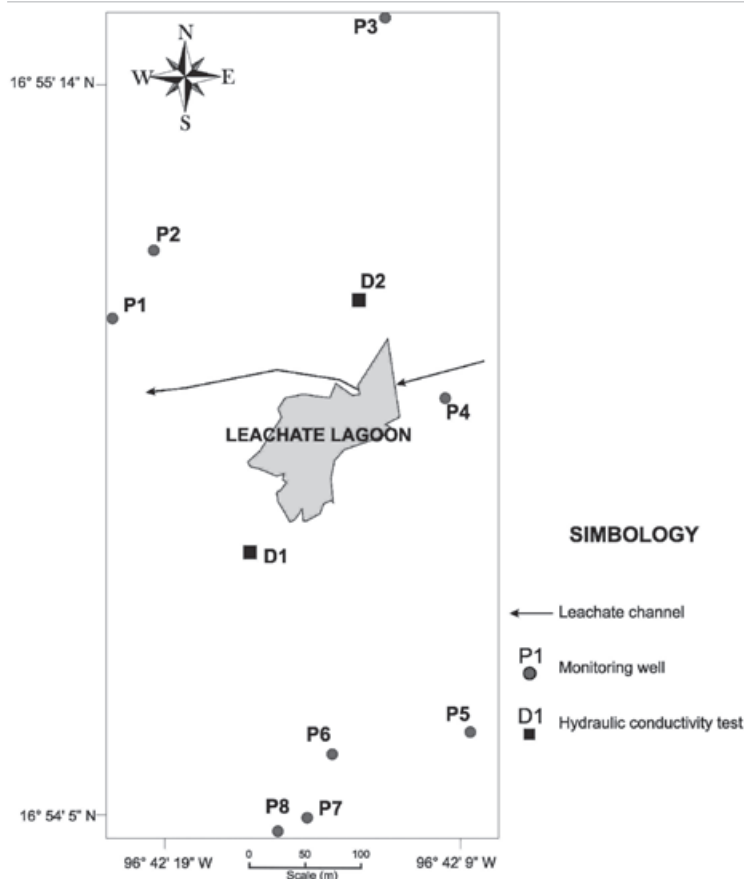 P3
N
W E
S
16° 55' 14" N
P2
D2
P1
P4
LEACHATE LAGOON
D1
SIMBOLOGY
Leachate channel
P1
Monitoring well
D1
Hydraulic conductivity test
P5
P6
P8 P7
16° 54' 5" N
96° 42' 19" W
96° 42' 9" W
0 50 100
Scale (m)